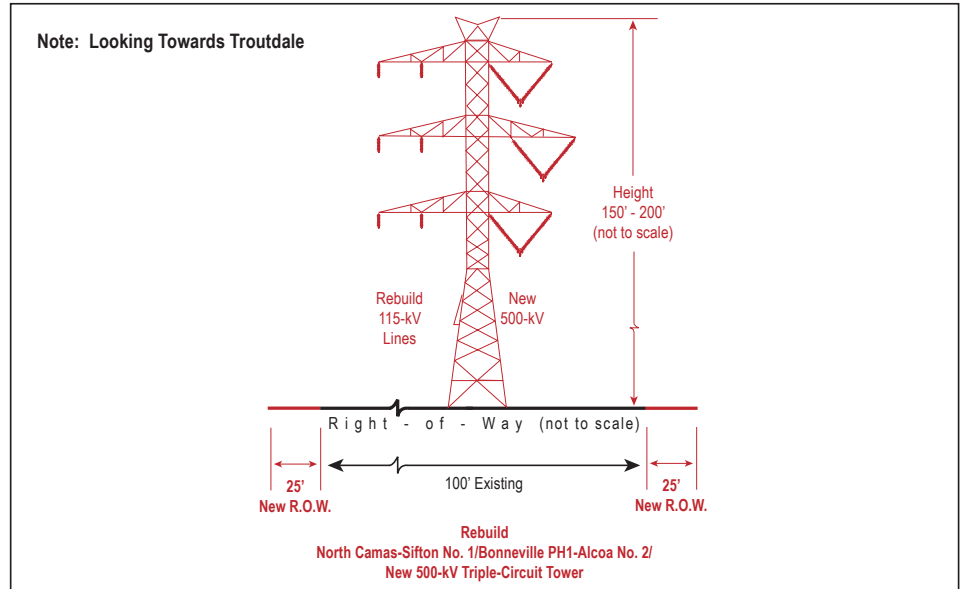 Note: Looking Towards Troutdale
Height
150' - 200'
(not to scale)
Rebuild
115-kV
Lines
New
500-kV
Right - of - Way (not to scale)
25'
New R.O.W.
100' Existing
25'
New R.O.W.
Rebuild
North Camas-Sifton No. 1/Bonneville PH1-Alcoa No. 2/
New 500-kV Triple-Circuit Tower